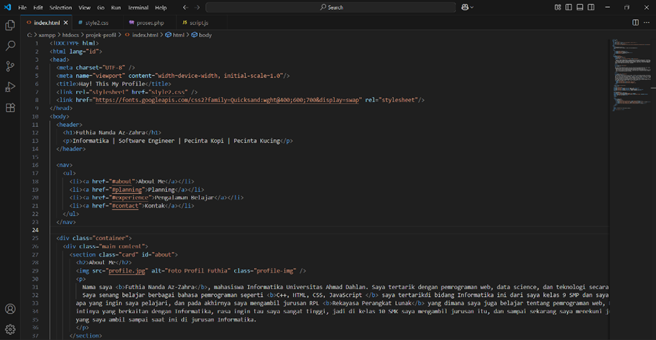 File Edit Selection View Go Run Terminal Help
Search
index.html style2.css proses.php script.js
C: > xampp > htdocs > projek-profil > index.html > html > body
1 <!DOCTYPE html>
2 <html lang="id">
3 <head>
4 <meta charset="UTF-8" />
5 <meta name="viewport" content="width=device-width, initial-scale=1.0"/>
6 <title>Hay! This My Profile</title>
7 <link rel="stylesheet" href="style2.css" />
8 <link href="https://fonts.googleapis.com/css2?family=Quicksand:wght@400;600;700&display=swap" rel="stylesheet"/>
9 </head>
10 <body>
11 <header>
12 <h1>Futhia Nanda Az-Zahra</h1>
13 <p>Informatika | Software Engineer | Pecinta Kopi | Pecinta Kucing</p>
14 </header>
15
16 <nav>
17 <ul>
18 <li><a href="#about">About Me</a></li>
19 <li><a href="#planning">Planning</a></li>
20 <li><a href="#experience">Pengalaman Belajar</a></li>
21 <li><a href="#contact">Kontak</a></li>
22 </ul>
23 </nav>
24
25 <div class="container">
26 <div class="main-content">
27 <section class="card" id="about">
28 <h2>About Me</h2>
29 <img src="profile.jpg" alt="Foto Profil Futhia" class="profile-img" />
30 <p>
31 Nama saya <b>Futhia Nanda Az-Zahra</b>, mahasiswa Informatika Universitas Ahmad Dahlan. Saya tertarik dengan pemrograman web, data science, dan teknologi secara
32 Saya senang belajar berbagai bahasa pemrograman seperti <b>C++, HTML, CSS, JavaScript </b> saya tertarikdi bidang Informatika ini dari saya kelas 9 SMP dan saya
33 apa yang ingin saya pelajari, dan pada akhirnya saya mengambil jurusan RPL <b>Rekayasa Perangkat Lunak</b> yang dimana saya juga belajar tentang pemrograman web,
34 intinya yang berkaitan dengan Informatika, rasa ingin tau saya sangat tinggi, jadi di kelas 10 SMK saya mengambil jurusan itu, dan sampai sekarang saya menekuni
35 yang saya ambil sampai saat ini di jurusan Informatika.
36 </p>
37 </section>